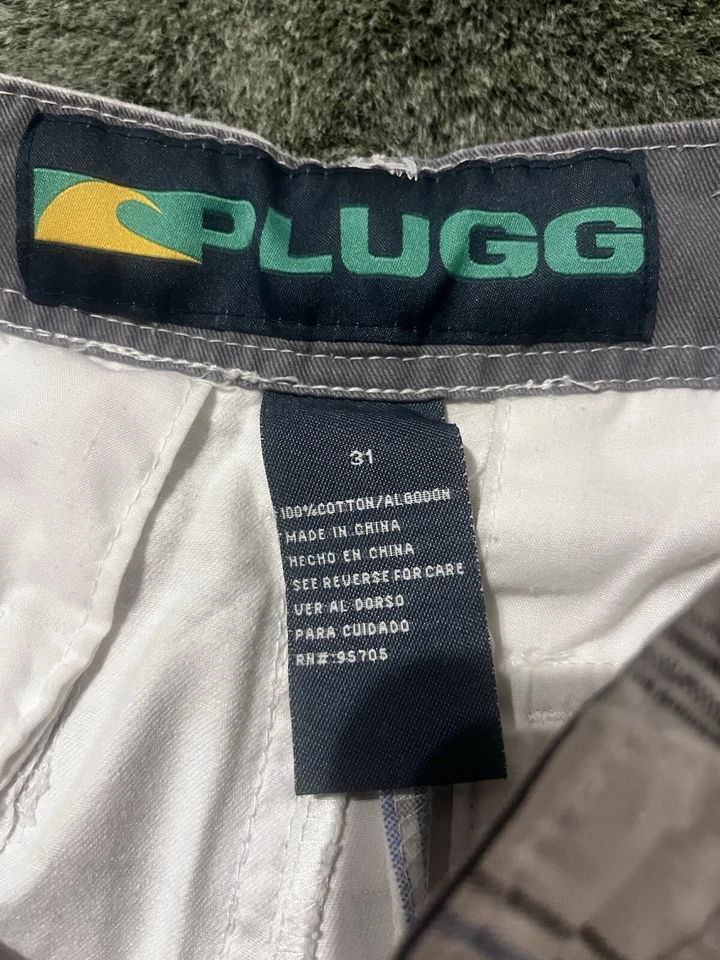 PLUGG
31
100%COTTON/ALGODON
MADE IN CHINA
HECHO EN CHINA
SEE REVERSE FOR CARE
VER AL DORSO
PARA CUIDADO
RN#:95705